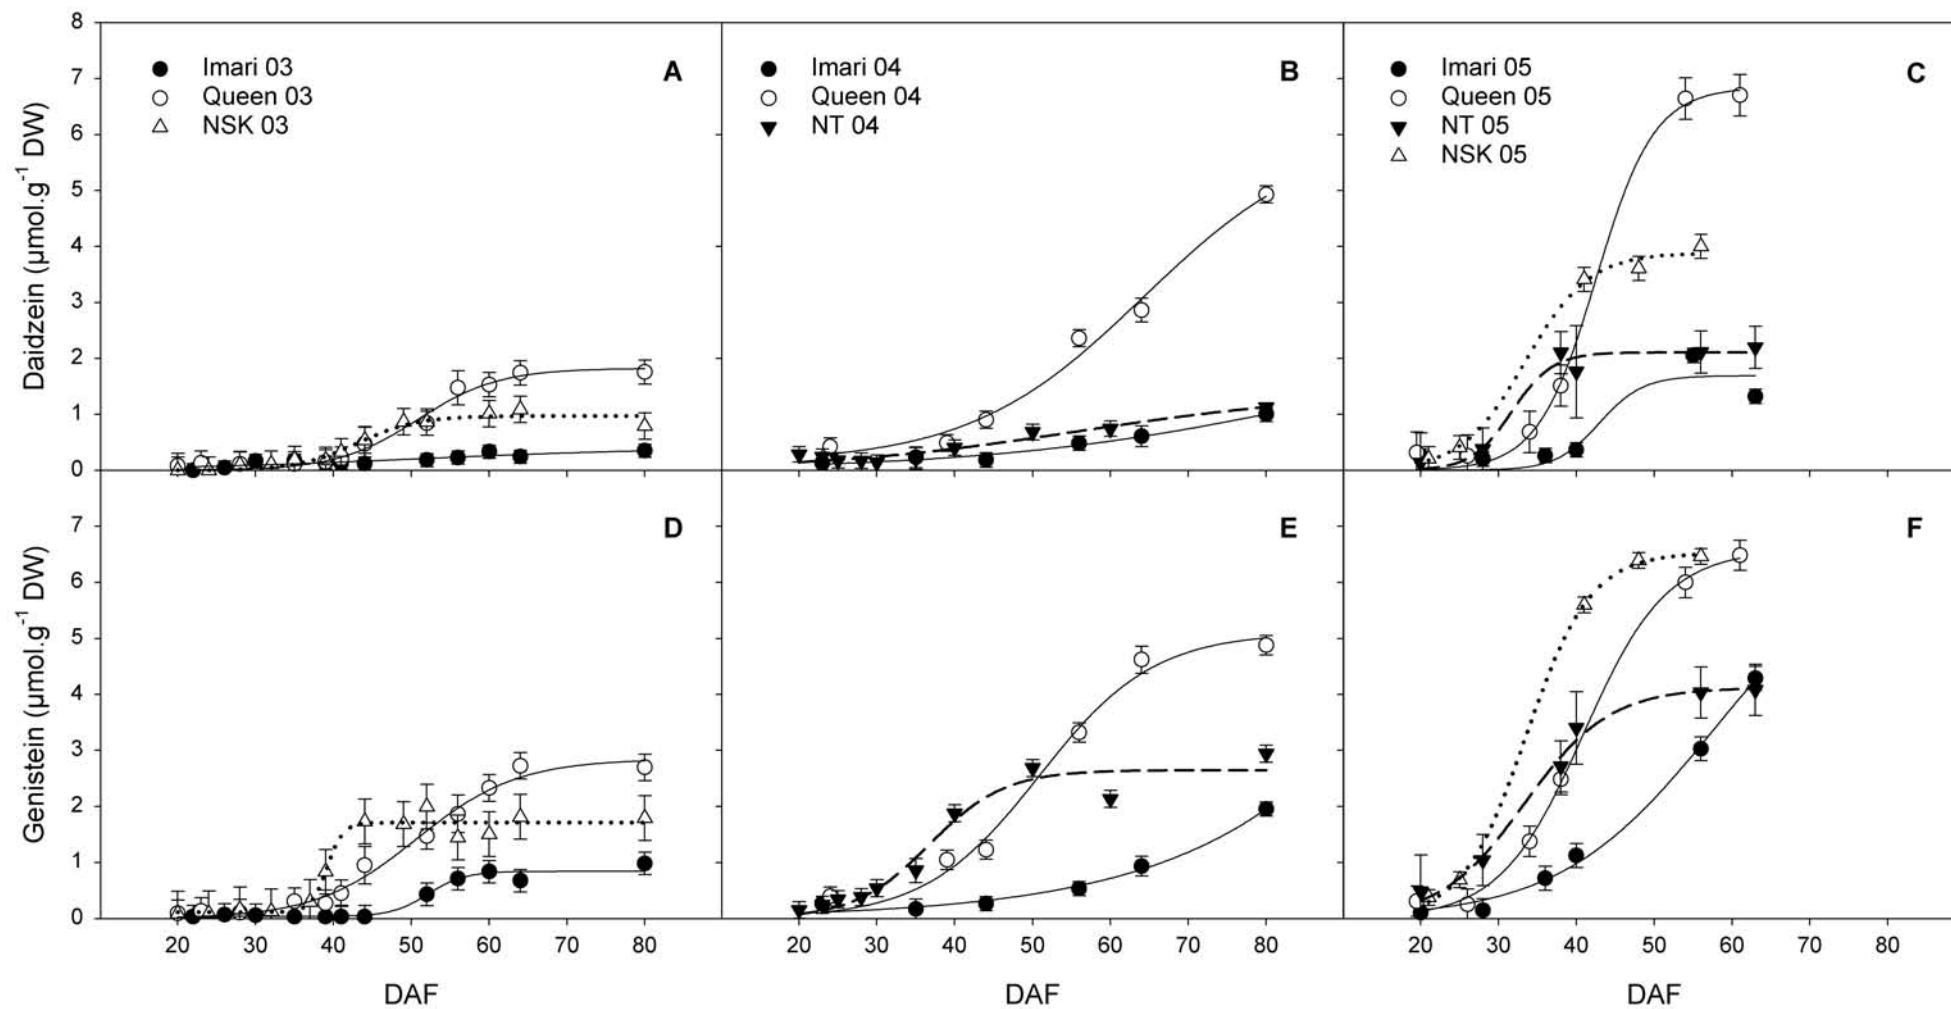 Daidzein (µmol.g⁻¹ DW)
8
7
6
5
4
3
2
1
0
Imari 03
Queen 03
NSK 03
A
Imari 04
Queen 04
NT 04
B
Imari 05
Queen 05
NT 05
NSK 05
C
Genistein (µmol.g⁻¹ DW)
7
6
5
4
3
2
1
0
D
E
F
20 30 40 50 60 70 80
20 30 40 50 60 70 80
20 30 40 50 60 70 80
DAF
DAF
DAF